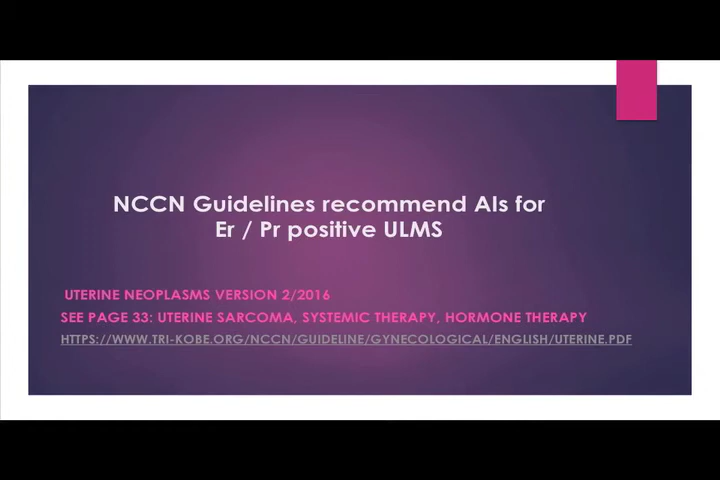 NCCN Guidelines recommend AIs for
Er / Pr positive ULMS
UTERINE NEOPLASMS VERSION 2/2016
SEE PAGE 33: UTERINE SARCOMA, SYSTEMIC THERAPY, HORMONE THERAPY
HTTPS://WWW.TRI-KOBE.ORG/NCCN/GUIDELINE/GYNECOLOGICAL/ENGLISH/UTERINE.PDF